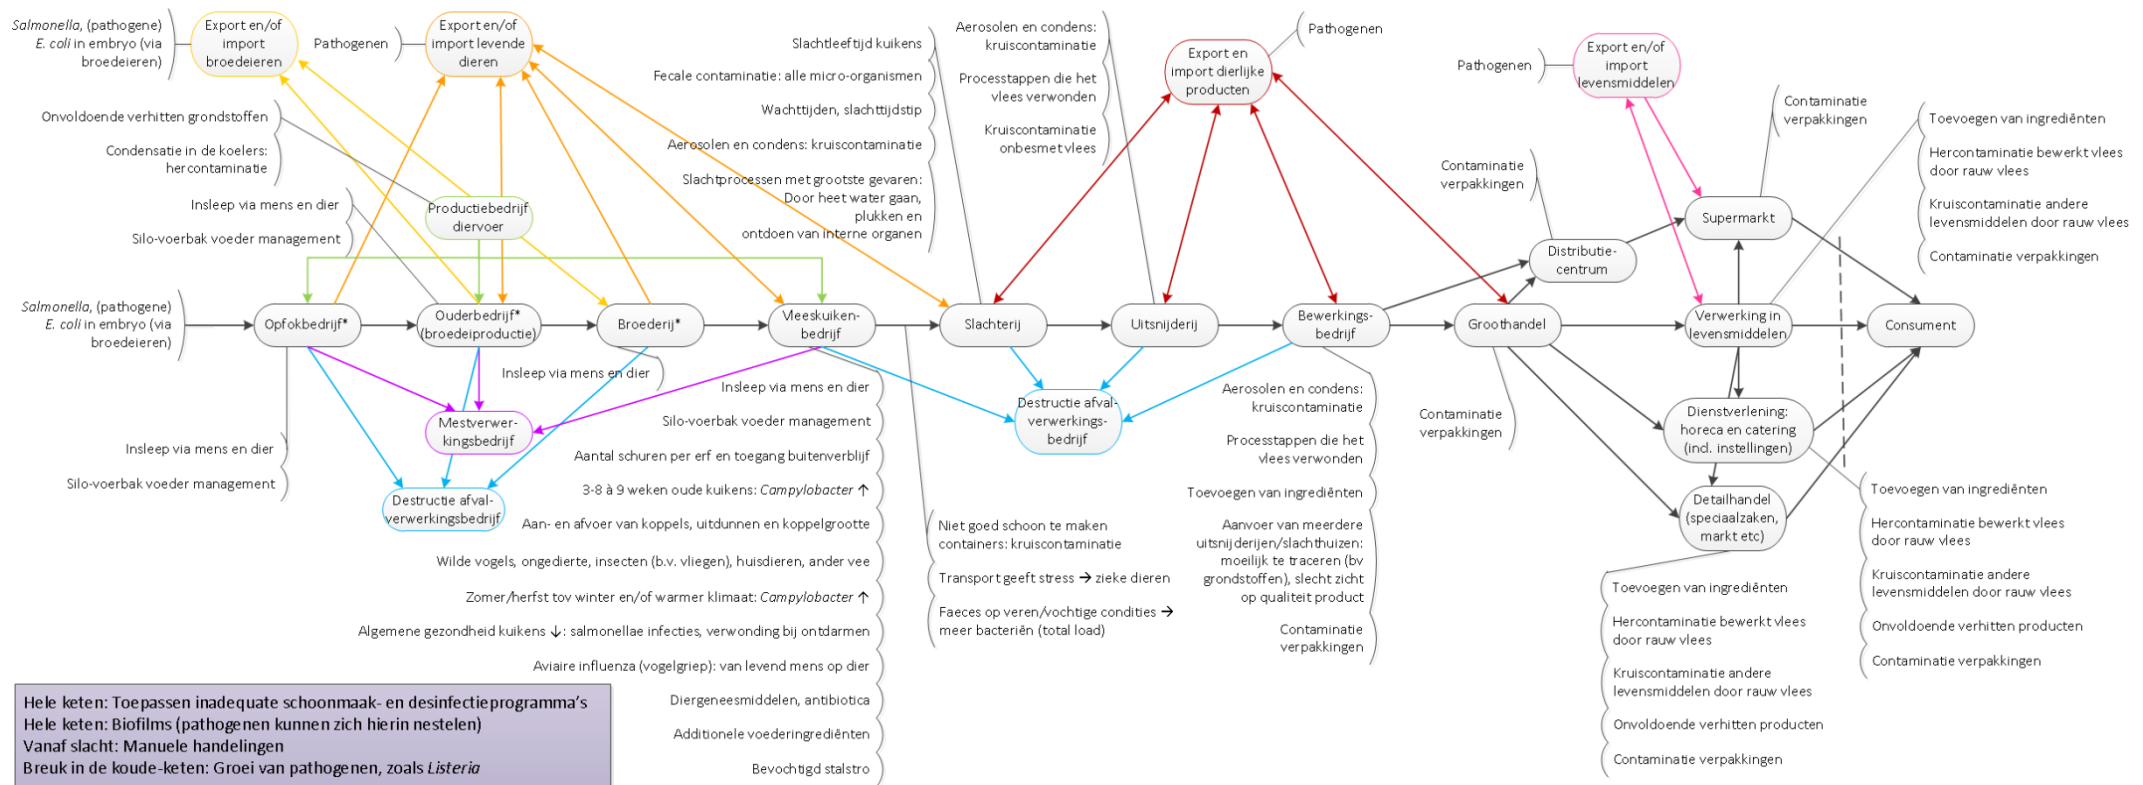 Salmonella, (pathogene)
E. coli in embryo (via
broedeieren)
Export en/of
import
broedeieren
Pathogenen
Export en/of
import levende
dieren
Onvoldoende verhitten grondstoffen
Condensatie in de koelers:
hercontaminatie
Insleep via mens en dier
Silo-voerbak voeder management
Productiebedrijf
diervoer
Slachtleeftijd kuikens
Fecale contaminatie: alle micro-organismen
Wachttijden, slachttijdstip
Aerosolen en condens: kruiscontaminatie
Slachtprocessen met grootste gevaren:
Door heet water gaan,
plukken en
ontdoen van interne organen
Aerosolen en condens:
kruiscontaminatie
Processtappen die het
vlees verwonden
Kruiscontaminatie
onbesmet vlees
Export en
import dierlijke
producten
Pathogenen
Pathogenen
Export en/of
import
levensmiddelen
Contaminatie
verpakkingen
Contaminatie
verpakkingen
Toevoegen van ingrediënten
Hercontaminatie bewerkt vlees
door rauw vlees
Kruiscontaminatie andere
levensmiddelen door rauw vlees
Contaminatie verpakkingen
Supermarkt
Distributie-
centrum
Salmonella, (pathogene)
E. coli in embryo (via
broedeieren)
Opfokbedrijf*
Ouderbedrijf*
(broedeiproductie)
Broederij*
Vleeskuiken-
bedrijf
Slachterij
Uitsnijderij
Bewerkings-
bedrijf
Groothandel
Verwerking in
levensmiddelen
Consument
Insleep via mens en dier
Silo-voerbak voeder management
Mestverwer-
kingsbedrijf
Destructie afval-
verwerkingsbedrijf
Insleep via mens en dier
Insleep via mens en dier
Silo-voerbak voeder management
Aantal schuren per erf en toegang buitenverblijf
3-8 à 9 weken oude kuikens: Campylobacter ↑
Aan- en afvoer van koppels, uitdunnen en koppelgrootte
Wilde vogels, ongedierte, insecten (b.v. vliegen), huisdieren, ander vee
Zomer/herfst tov winter en/of warmer klimaat: Campylobacter ↑
Algemene gezondheid kuikens ↓: salmonellae infecties, verwonding bij ontdarmen
Aviaire influenza (vogelgriep): van levend mens op dier
Diergeneesmiddelen, antibiotica
Additionele voederingrediënten
Bevochtigd stalstro
Destructie afval-
verwerkings-
bedrijf
Niet goed schoon te maken
containers: kruiscontaminatie
Transport geeft stress → zieke dieren
Faeces op veren/vochtige condities →
meer bacteriën (total load)
Aerosolen en condens:
kruiscontaminatie
Processtappen die het
vlees verwonden
Toevoegen van ingrediënten
Aanvoer van meerdere
uitsnijderijen/slachthuizen:
moeilijk te traceren (bv
grondstoffen), slecht zicht
op qualiteit product
Contaminatie
verpakkingen
Contaminatie
verpakkingen
Dienstverlening:
horeca en catering
(incl. instellingen)
Detailhandel
(speciaalzaken,
markt etc)
Toevoegen van ingrediënten
Hercontaminatie bewerkt vlees
door rauw vlees
Kruiscontaminatie andere
levensmiddelen door rauw vlees
Onvoldoende verhitten producten
Contaminatie verpakkingen
Toevoegen van ingrediënten
Hercontaminatie bewerkt vlees
door rauw vlees
Kruiscontaminatie andere
levensmiddelen door rauw vlees
Onvoldoende verhitten producten
Contaminatie verpakkingen
Hele keten: Toepassen inadequate schoonmaak- en desinfectieprogramma's
Hele keten: Biofilms (pathogenen kunnen zich hierin nestelen)
Vanaf slacht: Manuele handelingen
Breuk in de koude-keten: Groei van pathogenen, zoals Listeria